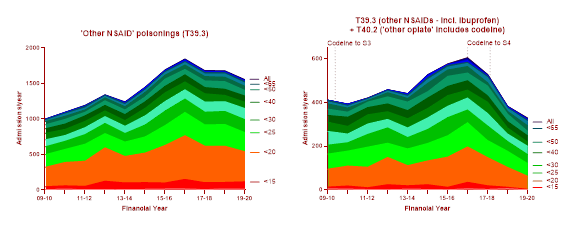 'Other NSAID' poisonings (T39.3)
Admissions/year
2000
1500
1000
500
0
09-10 11-12 13-14 15-16 17-18 19-20
Financial Year
All
<65
<50
<40
<30
<25
<20
<15
T39.3 (other NSAIDs - incl. Ibuprofen)
+ T40.2 ('other opiate' includes codeine)
Codeine to S3 Codeine to S4
Admissions/year
600
400
200
0
09-10 11-12 13-14 15-16 17-18 19-20
Financial Year
All
<65
<50
<40
<30
<25
<20
<15